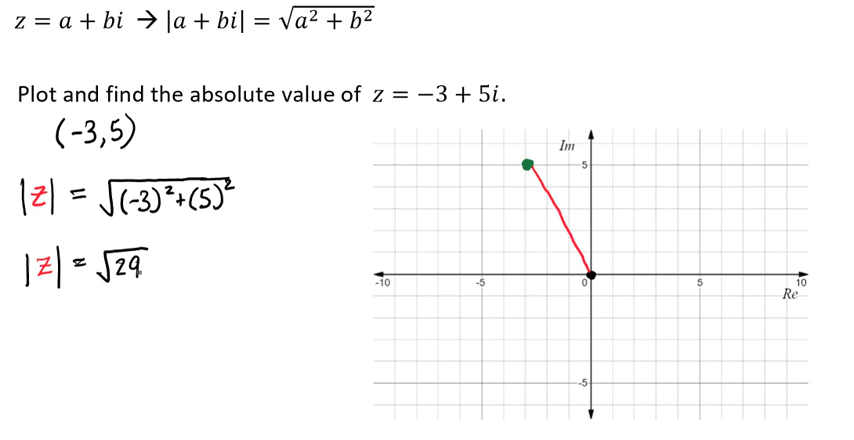 z = a + bi → |a + bi| = √a² + b²
Plot and find the absolute value of z = −3 + 5i.
(-3,5)
|z| = √(-3)²+(5)²
|z| = √29
Im
5
-10
-5
0
5
10
Re
-5